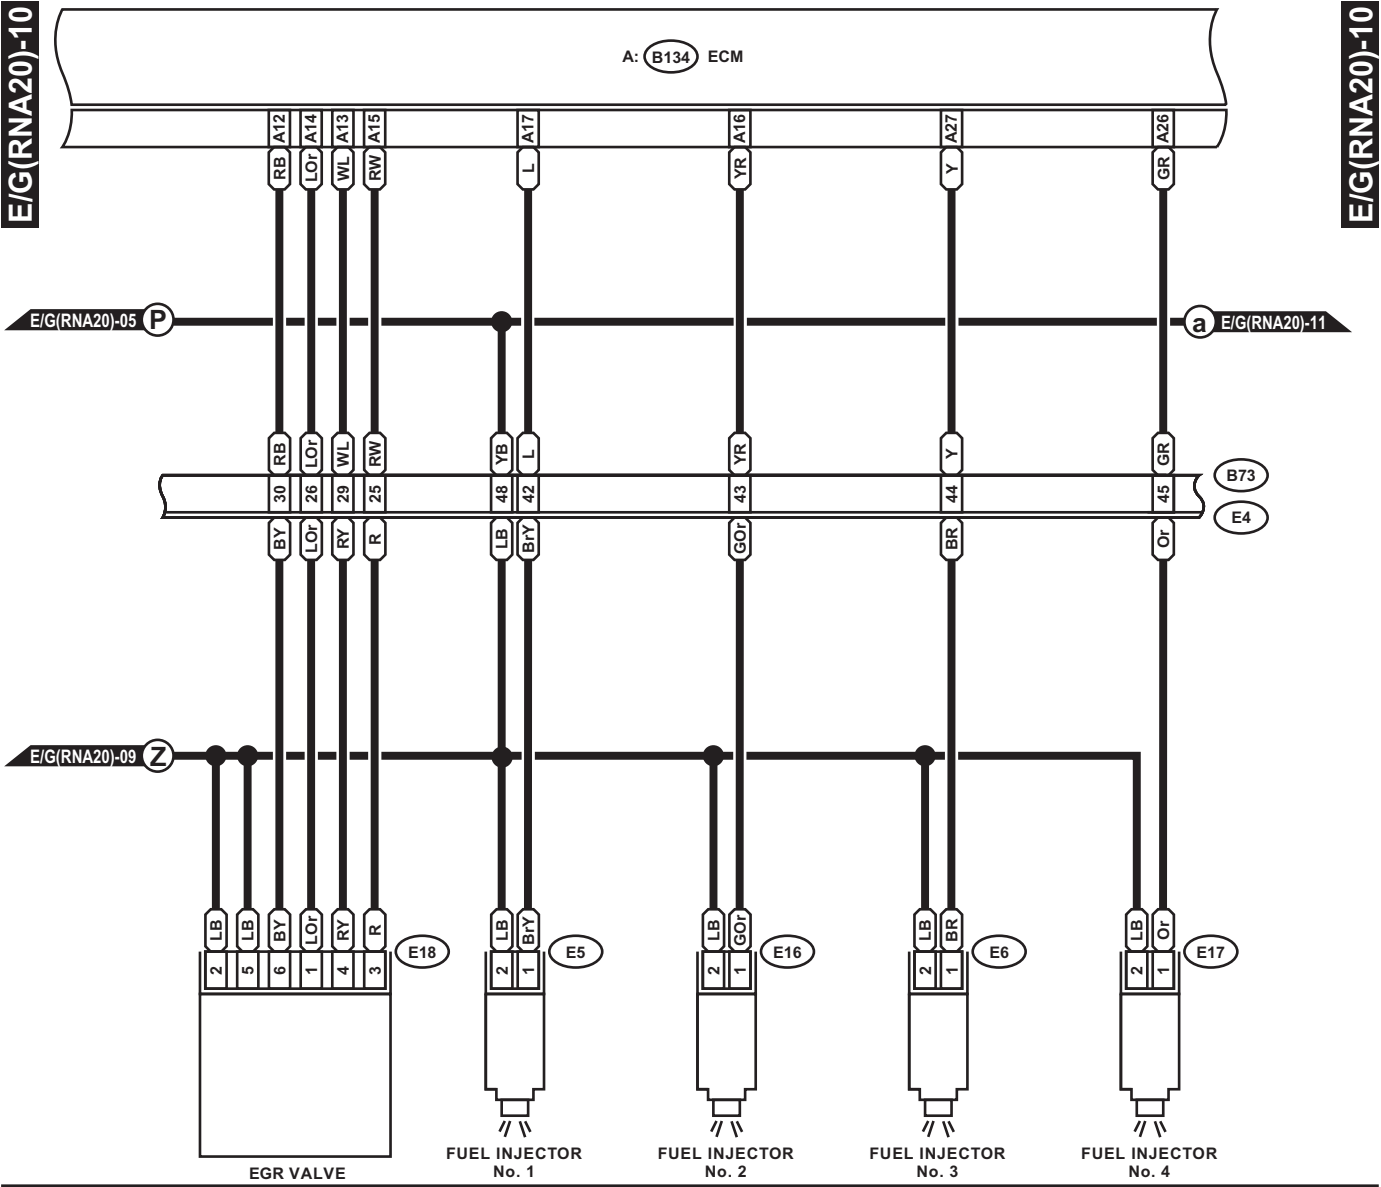 E/G(RNA20)-10
E/G(RNA20)-10
A: B134 ECM
A12 A14 A13 A15 A17 A16 A27 A26
RB LOr WL RW L YR Y GR
E/G(RNA20)-05 P
a E/G(RNA20)-11
RB LOr WL RW YB L YR Y GR
30 26 29 25 48 42 43 44 45
B73
E4
BY LOr RY R LB BrY GOr BR Or
E/G(RNA20)-09 Z
LB LB BY LOr RY R LB BrY LB GOr LB BR LB Or
E18 E5 E16 E6 E17
2 5 6 1 4 3 2 1 2 1 2 1 2 1
EGR VALVE
FUEL INJECTOR
No. 1
FUEL INJECTOR
No. 2
FUEL INJECTOR
No. 3
FUEL INJECTOR
No. 4